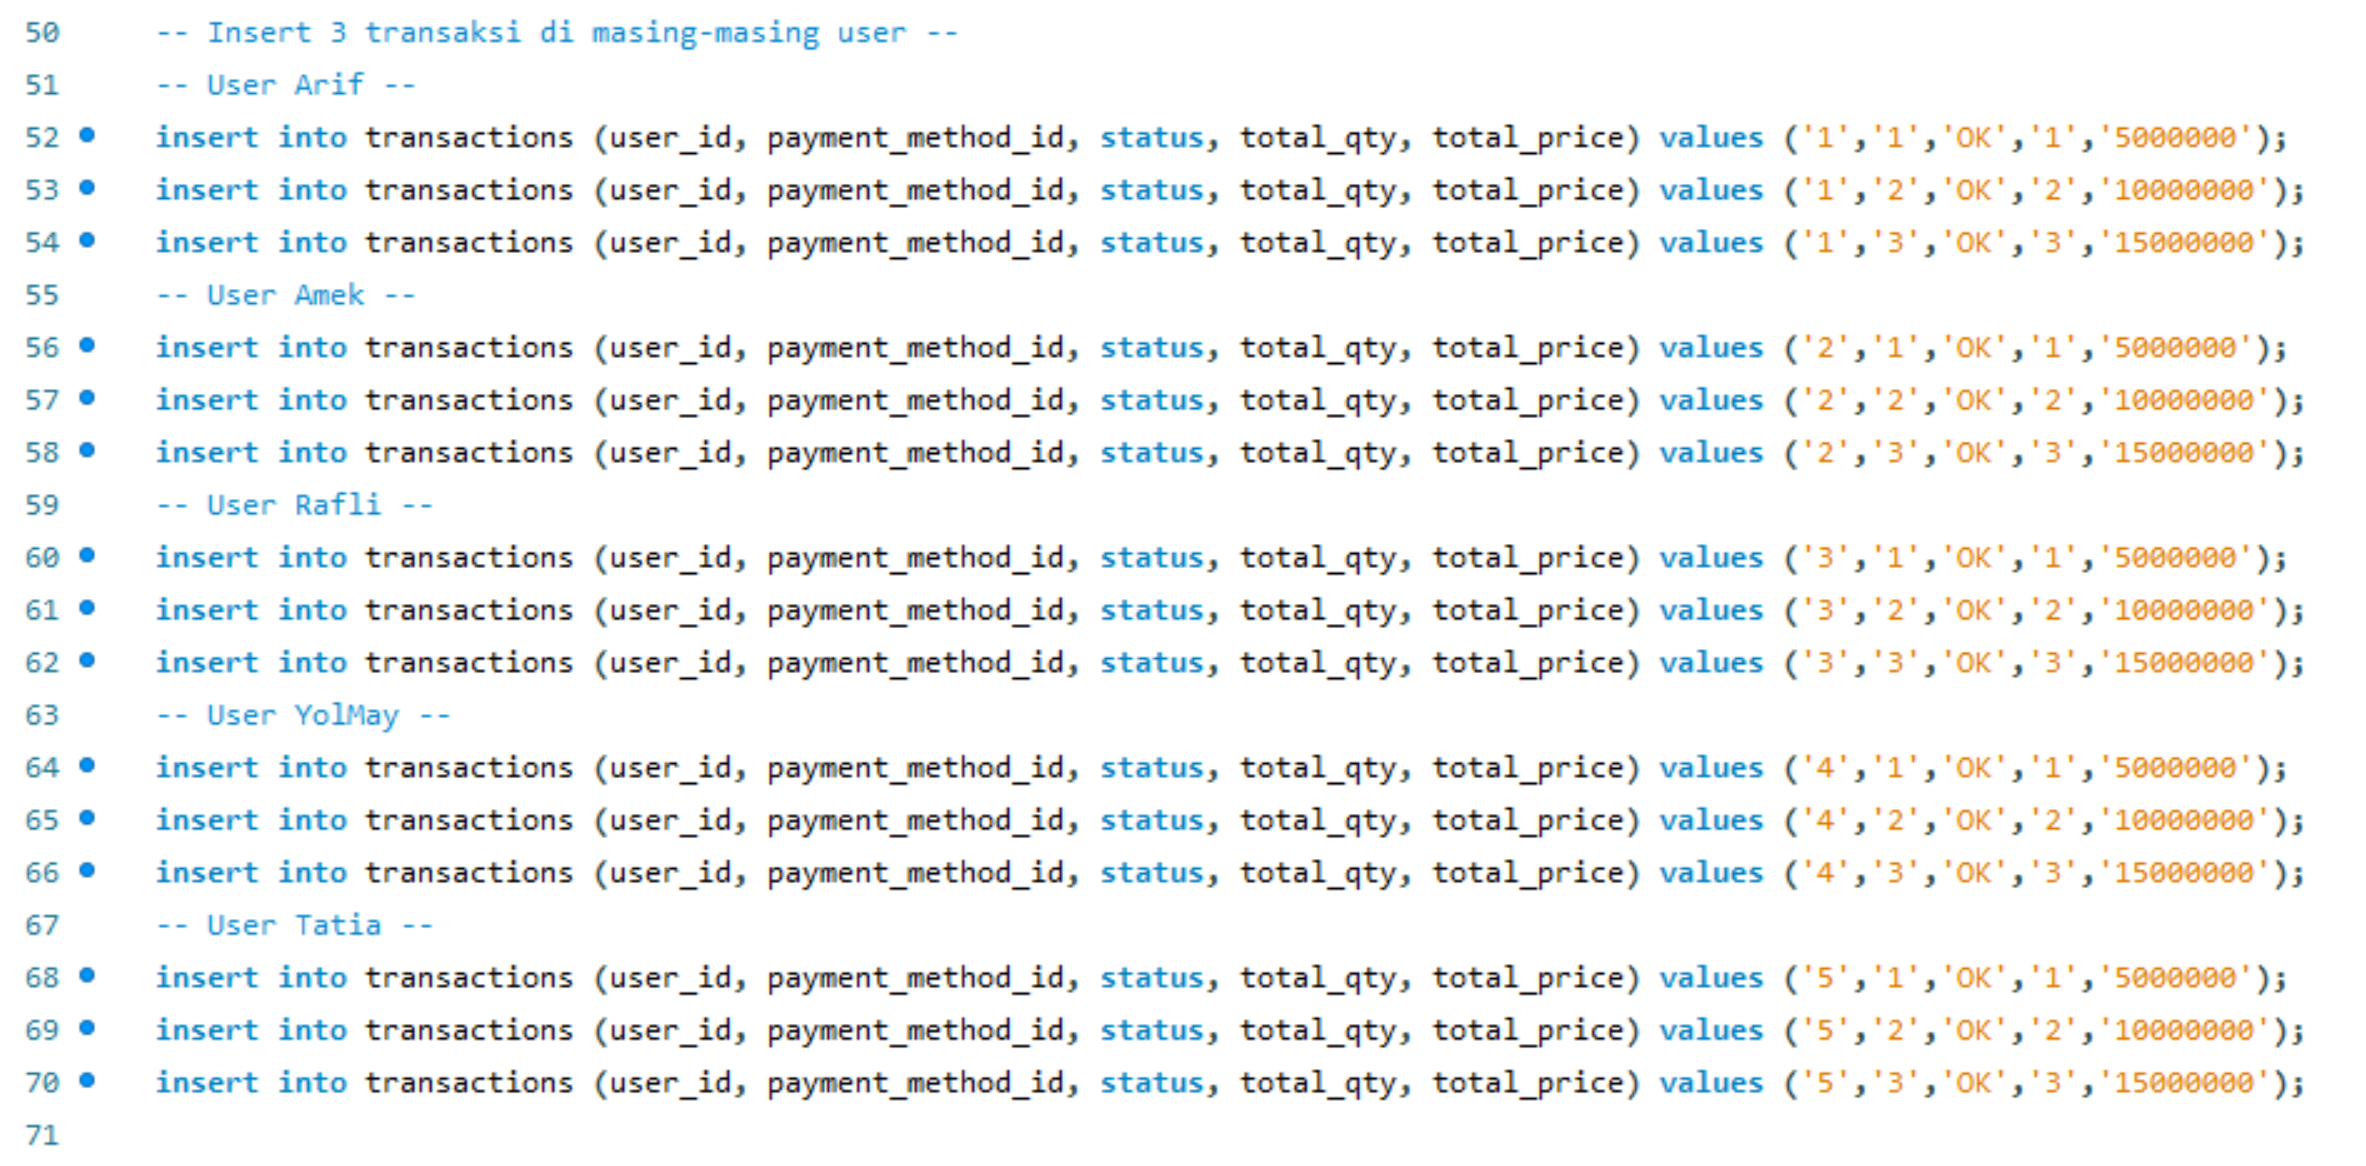 50 -- Insert 3 transaksi di masing-masing user --
51 -- User Arif --
52 insert into transactions (user_id, payment_method_id, status, total_qty, total_price) values ('1','1','OK','1','5000000');
53 insert into transactions (user_id, payment_method_id, status, total_qty, total_price) values ('1','2','OK','2','10000000');
54 insert into transactions (user_id, payment_method_id, status, total_qty, total_price) values ('1','3','OK','3','15000000');
55 -- User Amek --
56 insert into transactions (user_id, payment_method_id, status, total_qty, total_price) values ('2','1','OK','1','5000000');
57 insert into transactions (user_id, payment_method_id, status, total_qty, total_price) values ('2','2','OK','2','10000000');
58 insert into transactions (user_id, payment_method_id, status, total_qty, total_price) values ('2','3','OK','3','15000000');
59 -- User Rafli --
60 insert into transactions (user_id, payment_method_id, status, total_qty, total_price) values ('3','1','OK','1','5000000');
61 insert into transactions (user_id, payment_method_id, status, total_qty, total_price) values ('3','2','OK','2','10000000');
62 insert into transactions (user_id, payment_method_id, status, total_qty, total_price) values ('3','3','OK','3','15000000');
63 -- User YolMay --
64 insert into transactions (user_id, payment_method_id, status, total_qty, total_price) values ('4','1','OK','1','5000000');
65 insert into transactions (user_id, payment_method_id, status, total_qty, total_price) values ('4','2','OK','2','10000000');
66 insert into transactions (user_id, payment_method_id, status, total_qty, total_price) values ('4','3','OK','3','15000000');
67 -- User Tatia --
68 insert into transactions (user_id, payment_method_id, status, total_qty, total_price) values ('5','1','OK','1','5000000');
69 insert into transactions (user_id, payment_method_id, status, total_qty, total_price) values ('5','2','OK','2','10000000');
70 insert into transactions (user_id, payment_method_id, status, total_qty, total_price) values ('5','3','OK','3','15000000');
71